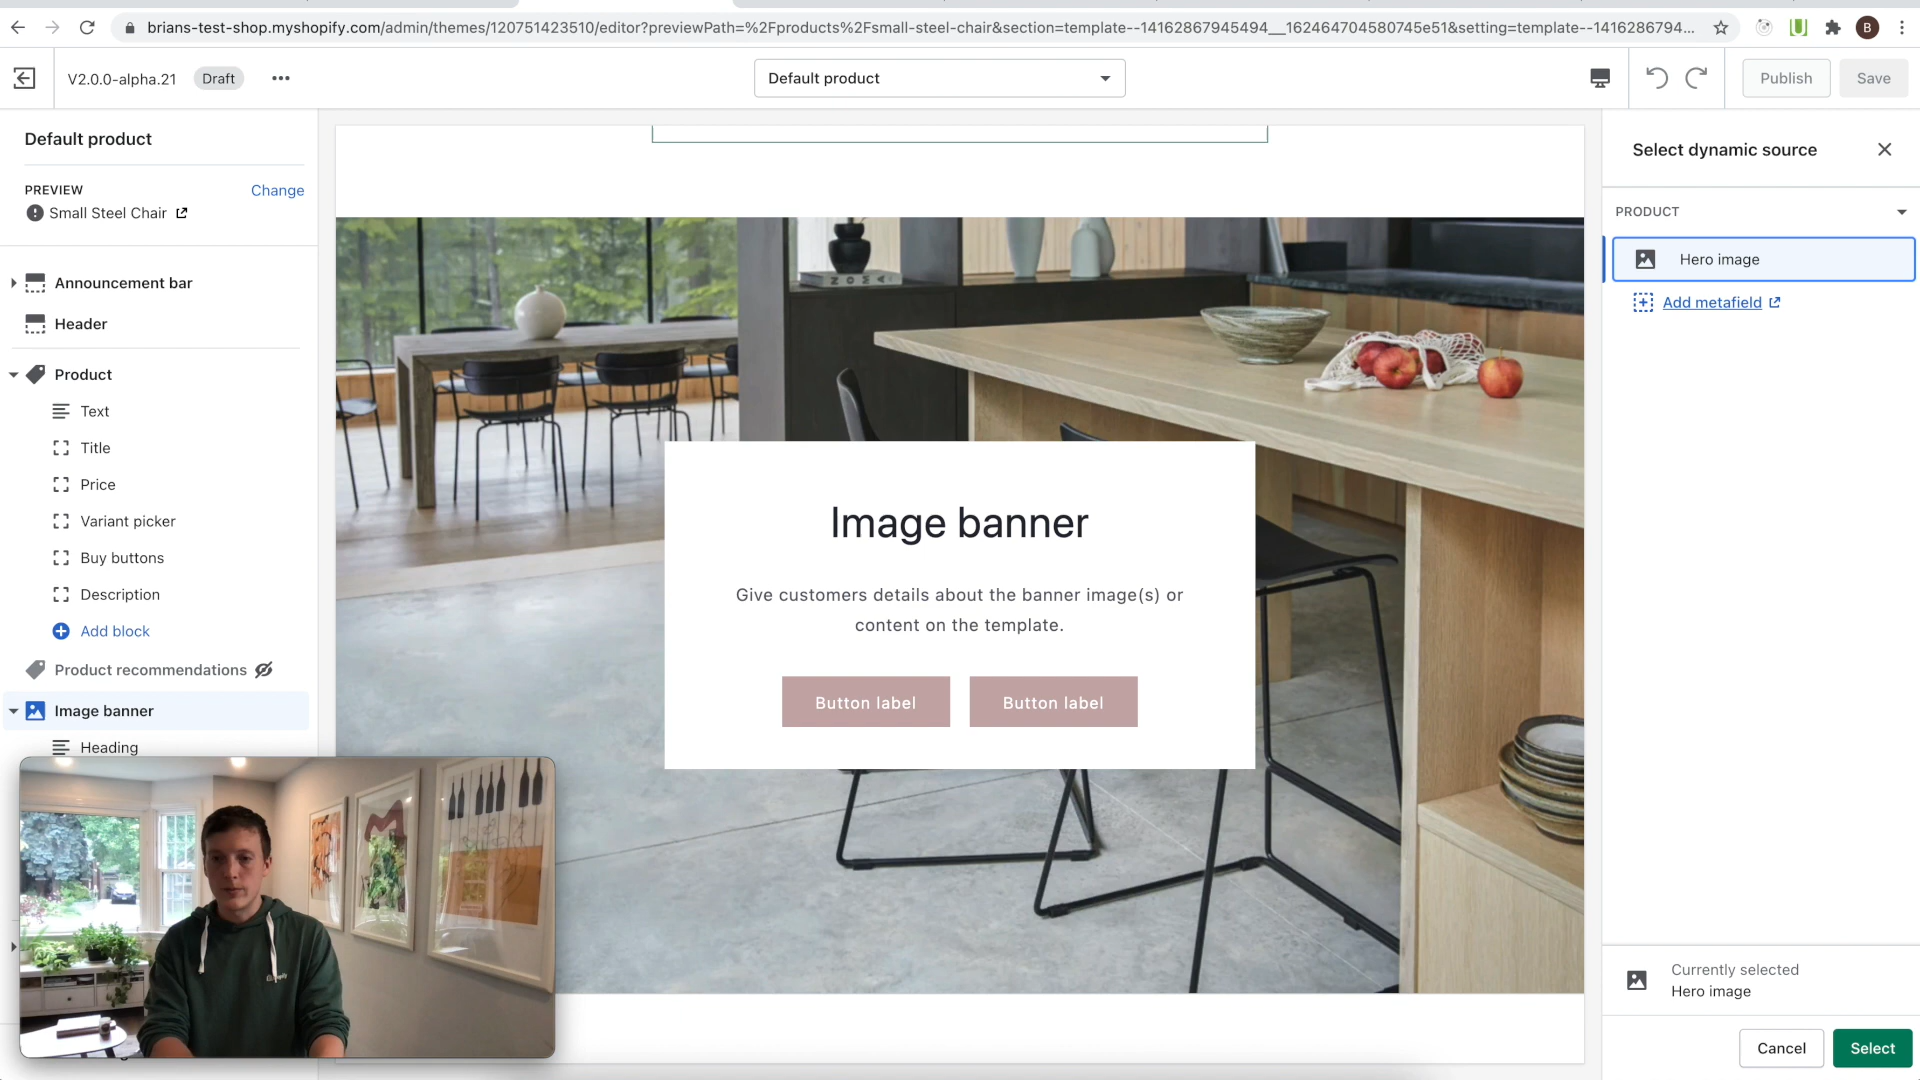 brians-test-shop.myshopify.com/admin/themes/120751423510/editor?previewPath=%2Fproducts%2Fsmall-steel-chair&section=template--14162867945494__162464704580745e51&setting=template--1416286794...
B
V2.0.0-alpha.21
Draft
Default product
Publish
Save
Default product
PREVIEW
Change
Small Steel Chair
Announcement bar
Header
Product
Text
Title
Price
Variant picker
Buy buttons
Description
Add block
Product recommendations
Image banner
Heading
NOMA
Image banner
Give customers details about the banner image(s) or
content on the template.
Button label
Button label
Select dynamic source
PRODUCT
Hero image
Add metafield
Currently selected
Hero image
Cancel
Select